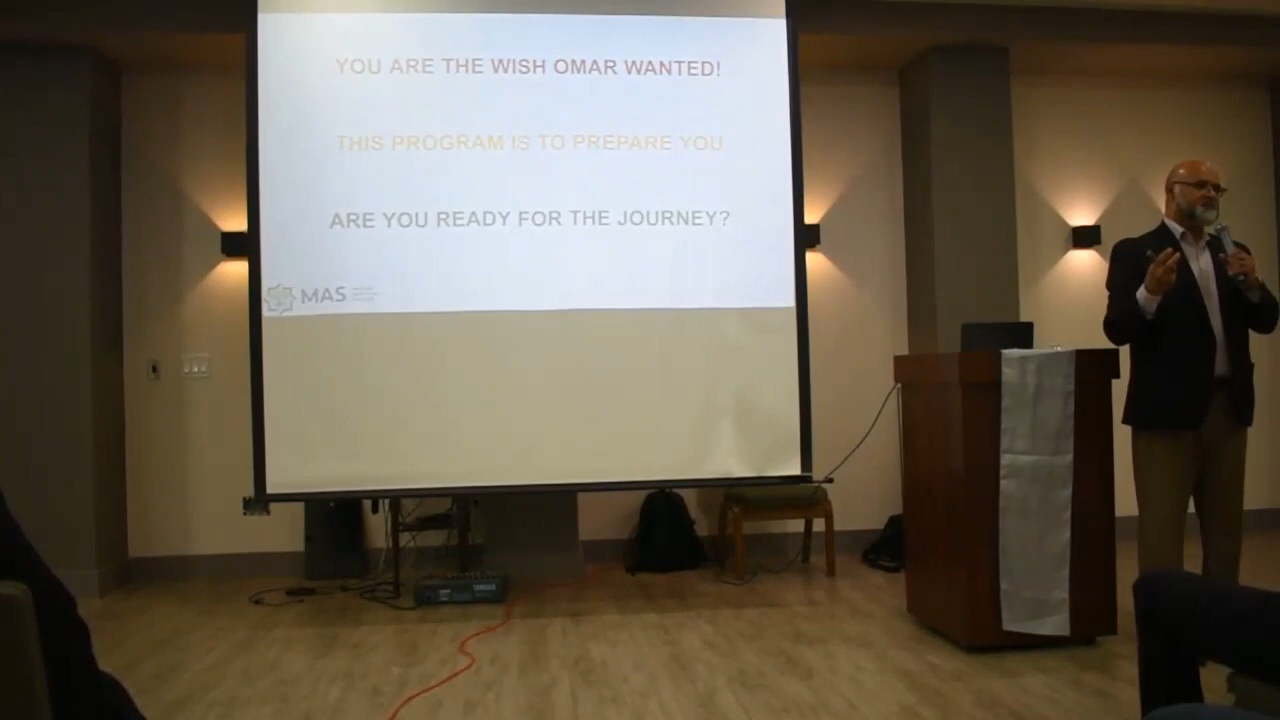 YOU ARE THE WISH OMAR WANTED!
THIS PROGRAM IS TO PREPARE YOU
ARE YOU READY FOR THE JOURNEY?
MAS